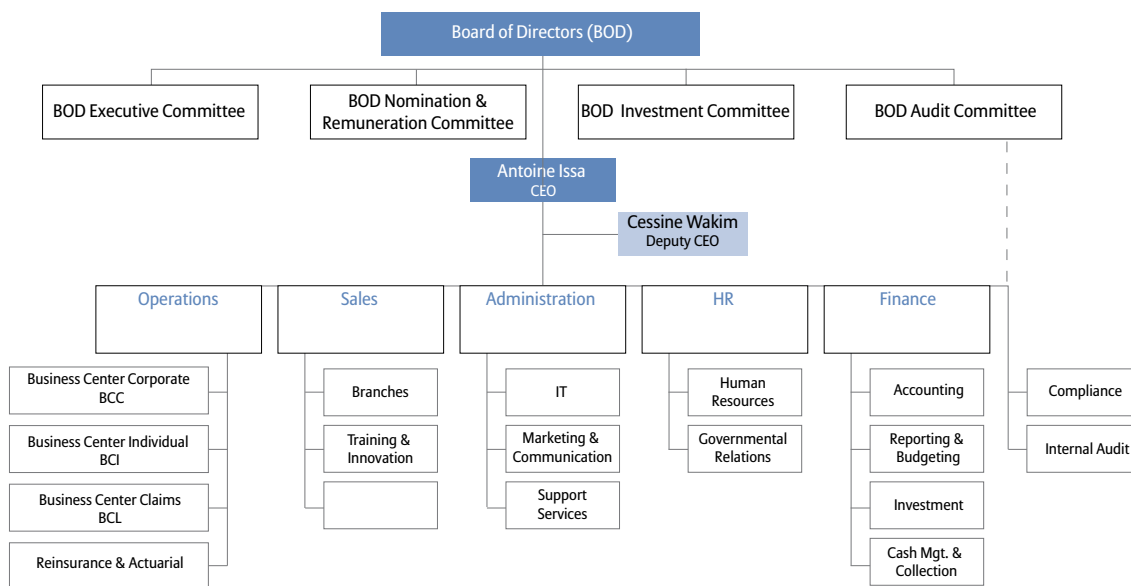 Board of Directors (BOD)
BOD Executive Committee
BOD Nomination &
Remuneration Committee
BOD Investment Committee
BOD Audit Committee
Antoine Issa
CEO
Cessine Wakim
Deputy CEO
Operations
Sales
Administration
HR
Finance
Business Center Corporate
BCC
Business Center Individual
BCI
Business Center Claims
BCL
Reinsurance & Actuarial
Branches
Training &
Innovation
IT
Marketing &
Communication
Support
Services
Human
Resources
Governmental
Relations
Accounting
Reporting &
Budgeting
Investment
Cash Mgt. &
Collection
Compliance
Internal Audit